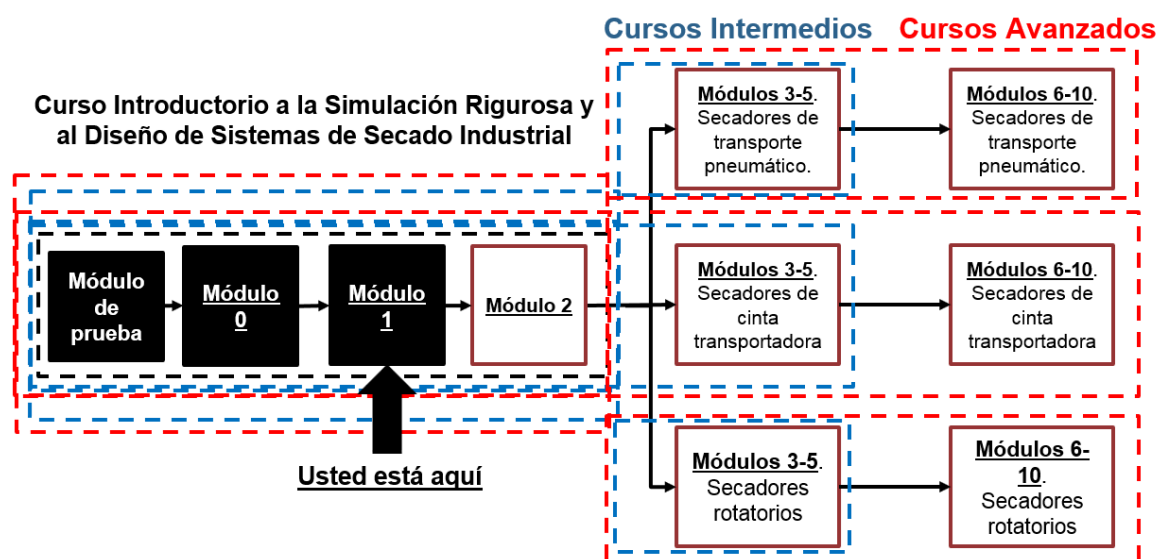 Cursos Intermedios
Cursos Avanzados
Curso Introductorio a la Simulación Rigurosa y
al Diseño de Sistemas de Secado Industrial
Módulos 3-5.
Secadores de
transporte
pneumático.
Módulos 6-10.
Secadores de
transporte
pneumático.
Módulo
de
prueba
Módulo
0
Módulo
1
Módulo 2
Módulos 3-5.
Secadores de
cinta
transportadora
Módulos 6-10.
Secadores de
cinta
transportadora
Usted está aquí
Módulos 3-5.
Secadores
rotatorios
Módulos 6-
10.
Secadores
rotatorios